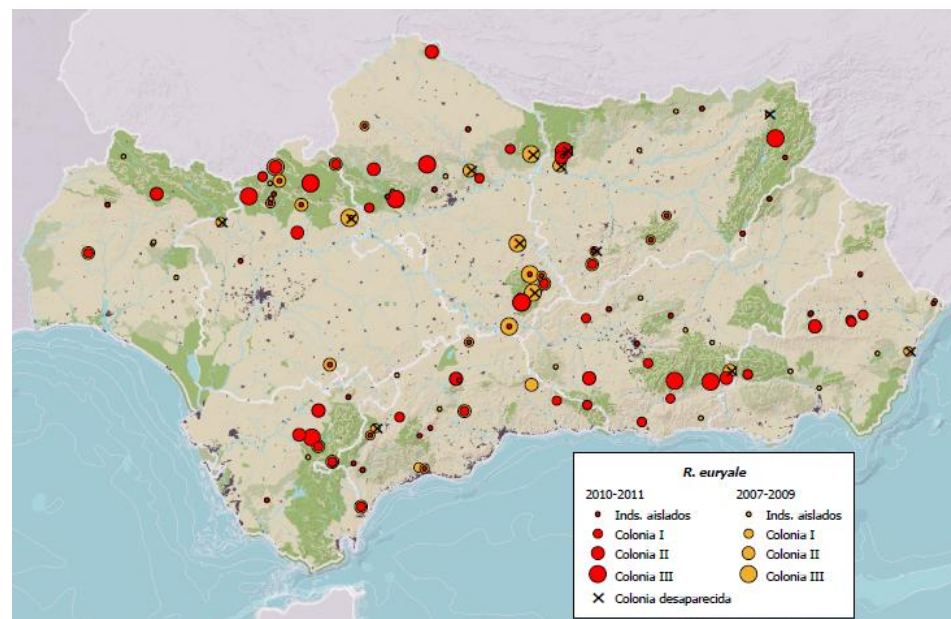 R. euryale
2010-2011 2007-2009
Inds. aislados Inds. aislados
Colonia I Colonia I
Colonia II Colonia II
Colonia III Colonia III
Colonia desaparecida